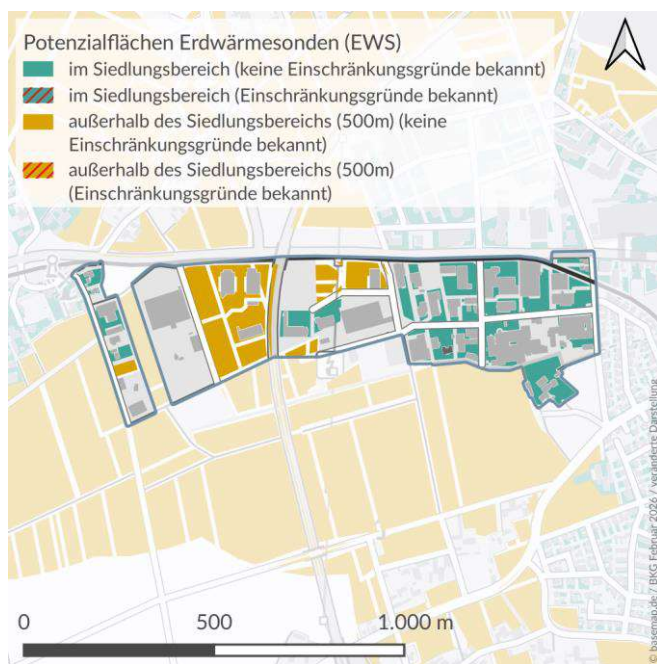 Potenzialflächen Erdwärmesonden (EWS)
im Siedlungsbereich (keine Einschränkungsgründe bekannt)
im Siedlungsbereich (Einschränkungsgründe bekannt)
außerhalb des Siedlungsbereichs (500m) (keine
Einschränkungsgründe bekannt)
außerhalb des Siedlungsbereichs (500m)
(Einschränkungsgründe bekannt)
0 500 1.000 m
© basemap.de / BKG Februar 2026 / veränderte Darstellung